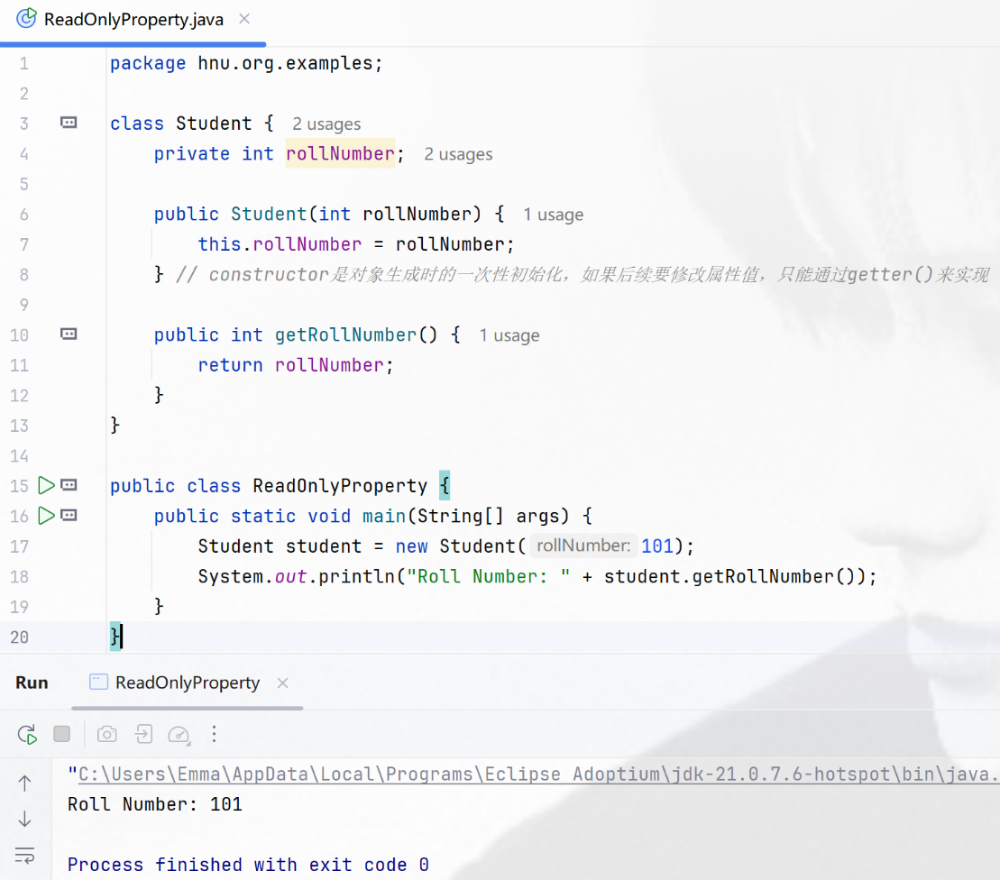 ReadOnlyProperty.java
1 package hnu.org.examples;
2
3 class Student { 2 usages
4 private int rollNumber; 2 usages
5
6 public Student(int rollNumber) { 1 usage
7 this.rollNumber = rollNumber;
8 } // constructor是对象生成时的一次性初始化，如果后续要修改属性值，只能通过getter()来实现
9
10 public int getRollNumber() { 1 usage
11 return rollNumber;
12 }
13 }
14
15 public class ReadOnlyProperty {
16 public static void main(String[] args) {
17 Student student = new Student( rollNumber: 101);
18 System.out.println("Roll Number: " + student.getRollNumber());
19 }
20 }
Run ReadOnlyProperty
"C:\Users\Emma\AppData\Local\Programs\Eclipse Adoptium\jdk-21.0.7.6-hotspot\bin\java.
Roll Number: 101
Process finished with exit code 0